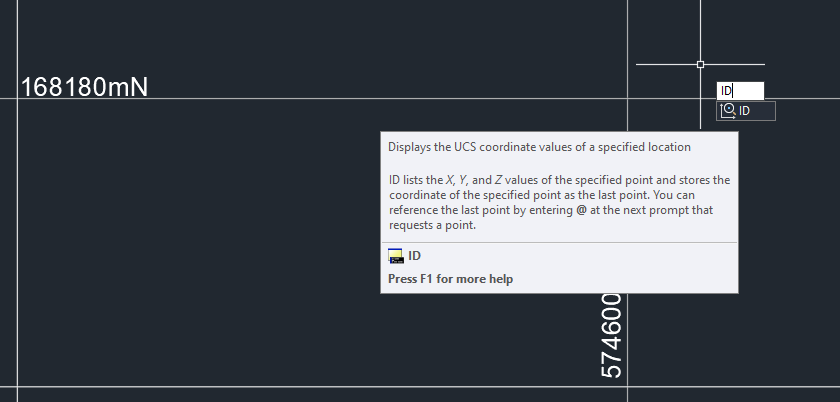 168180mN
ID
ID
Displays the UCS coordinate values of a specified location
ID lists the X, Y, and Z values of the specified point and stores the
coordinate of the specified point as the last point. You can
reference the last point by entering @ at the next prompt that
requests a point.
ID
Press F1 for more help
574600